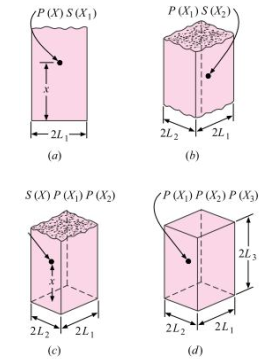 P (X) S (X₁)
x
2L₁
(a)
P (X₁) S (X₂)
2L₂
2L₁
(b)
S (X) P (X₁) P (X₂)
x
2L₂
2L₁
(c)
P (X₁) P (X₂) P (X₃)
2L₃
2L₂
2L₁
(d)